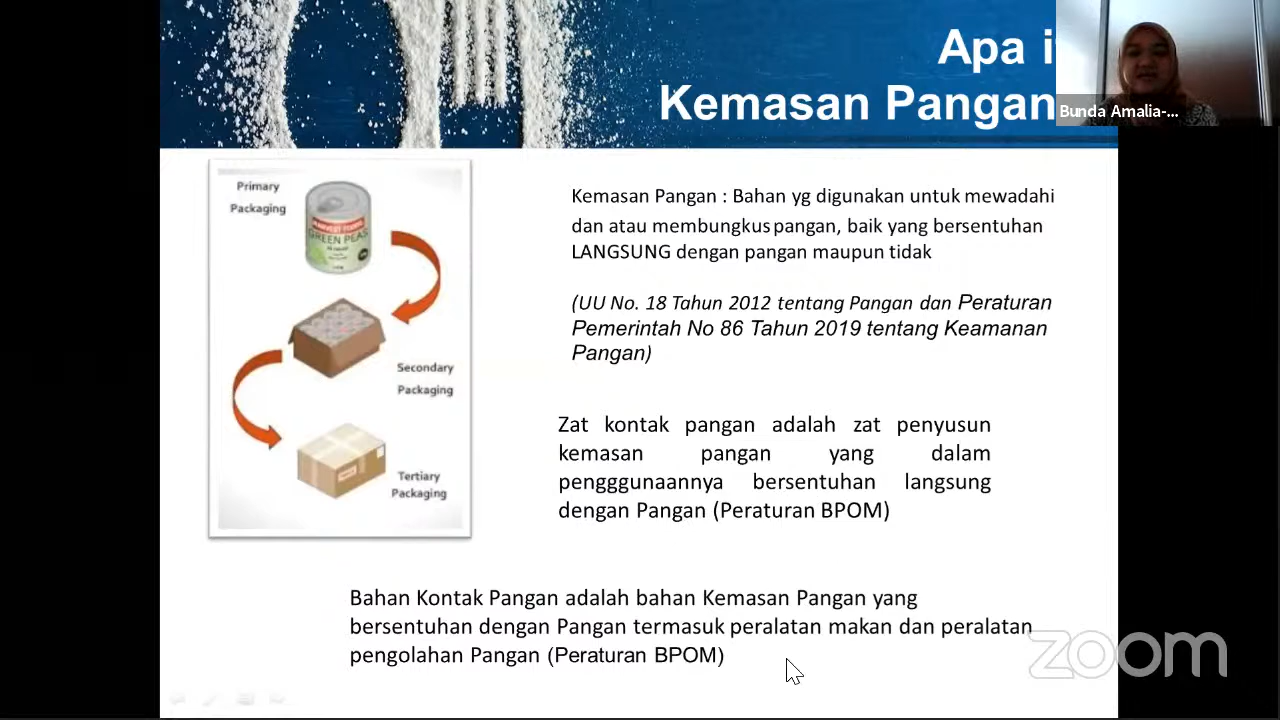 Apa i
Kemasan Pangan
Bunda Amalia-...
Primary
Packaging
HARVEST FOODS
GREEN PEAS
Secondary
Packaging
Tertiary
Packaging
Kemasan Pangan : Bahan yg digunakan untuk mewadahi
dan atau membungkus pangan, baik yang bersentuhan
LANGSUNG dengan pangan maupun tidak
(UU No. 18 Tahun 2012 tentang Pangan dan Peraturan
Pemerintah No 86 Tahun 2019 tentang Keamanan
Pangan)
Zat kontak pangan adalah zat penyusun
kemasan pangan yang dalam
pengggunaannya bersentuhan langsung
dengan Pangan (Peraturan BPOM)
Bahan Kontak Pangan adalah bahan Kemasan Pangan yang
bersentuhan dengan Pangan termasuk peralatan makan dan peralatan
pengolahan Pangan (Peraturan BPOM)
zoom